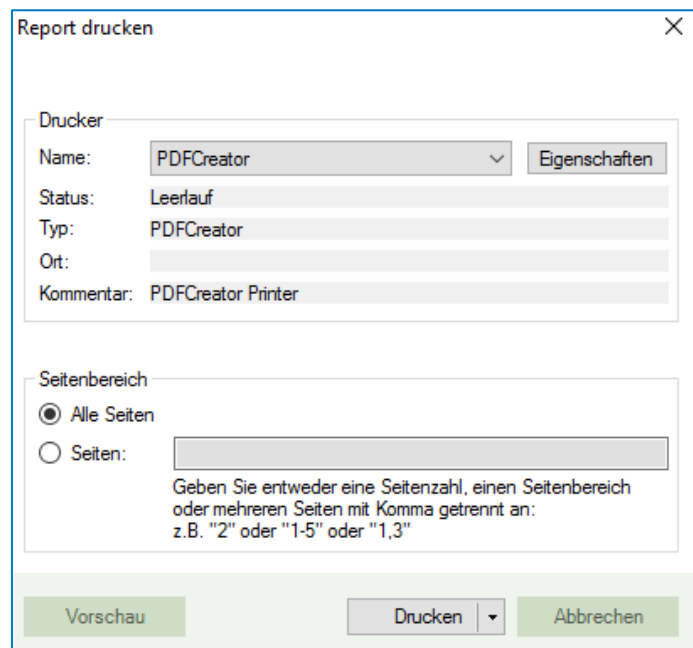 Report drucken
Drucker
Name: PDFCreator Eigenschaften
Status: Leerlauf
Typ: PDFCreator
Ort:
Kommentar: PDFCreator Printer
Seitenbereich
Alle Seiten
Seiten:
Geben Sie entweder eine Seitenzahl, einen Seitenbereich
oder mehreren Seiten mit Komma getrennt an:
z.B. "2" oder "1-5" oder "1,3"
Vorschau Drucken Abbrechen